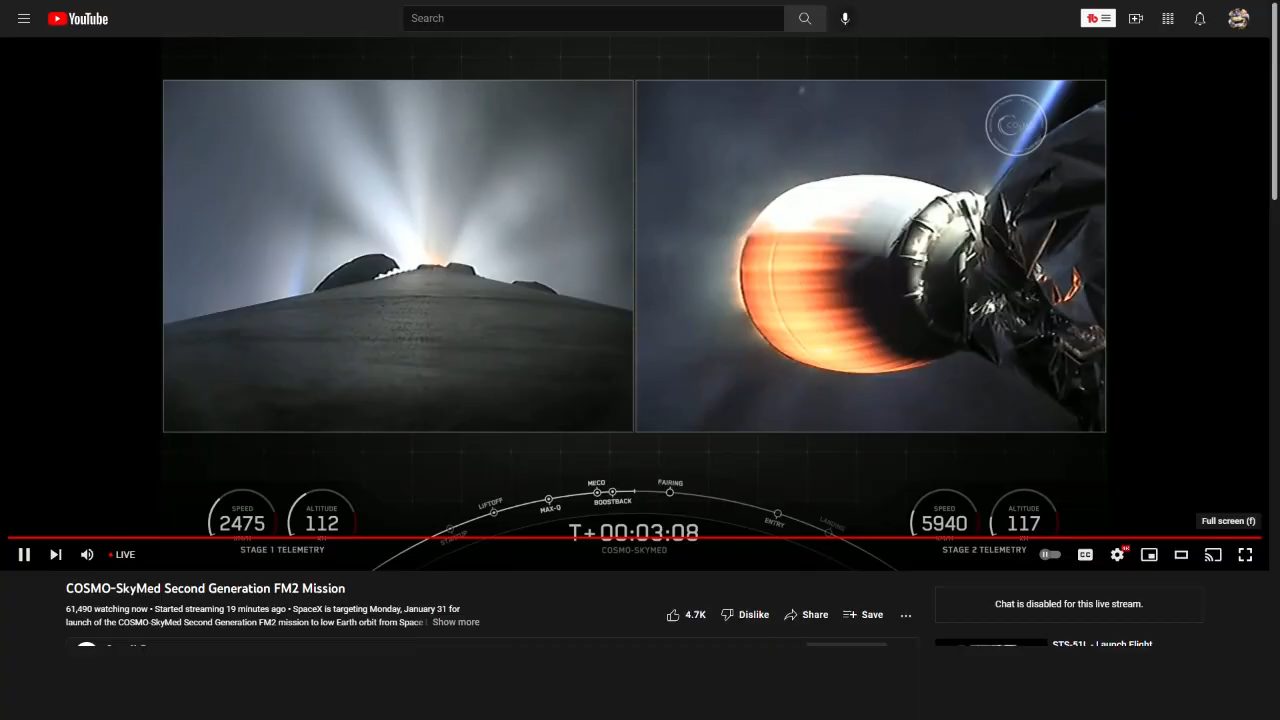 YouTube
Search
LIFTOFF
MAX-Q
MECO
BOOSTBACK
FAIRING
ENTRY
LANDING
STARTUP
SPEED
2475
ALTITUDE
112
STAGE 1 TELEMETRY
T+00:03:08
COSMO-SKYMED
SPEED
5940
ALTITUDE
117
STAGE 2 TELEMETRY
Full screen (f)
LIVE
CC
COSMO-SkyMed Second Generation FM2 Mission
61,490 watching now • Started streaming 19 minutes ago • SpaceX is targeting Monday, January 31 for
launch of the COSMO-SkyMed Second Generation FM2 mission to low Earth orbit from Space Show more
4.7K Dislike Share Save
Chat is disabled for this live stream.
STS-51L - Launch Flight